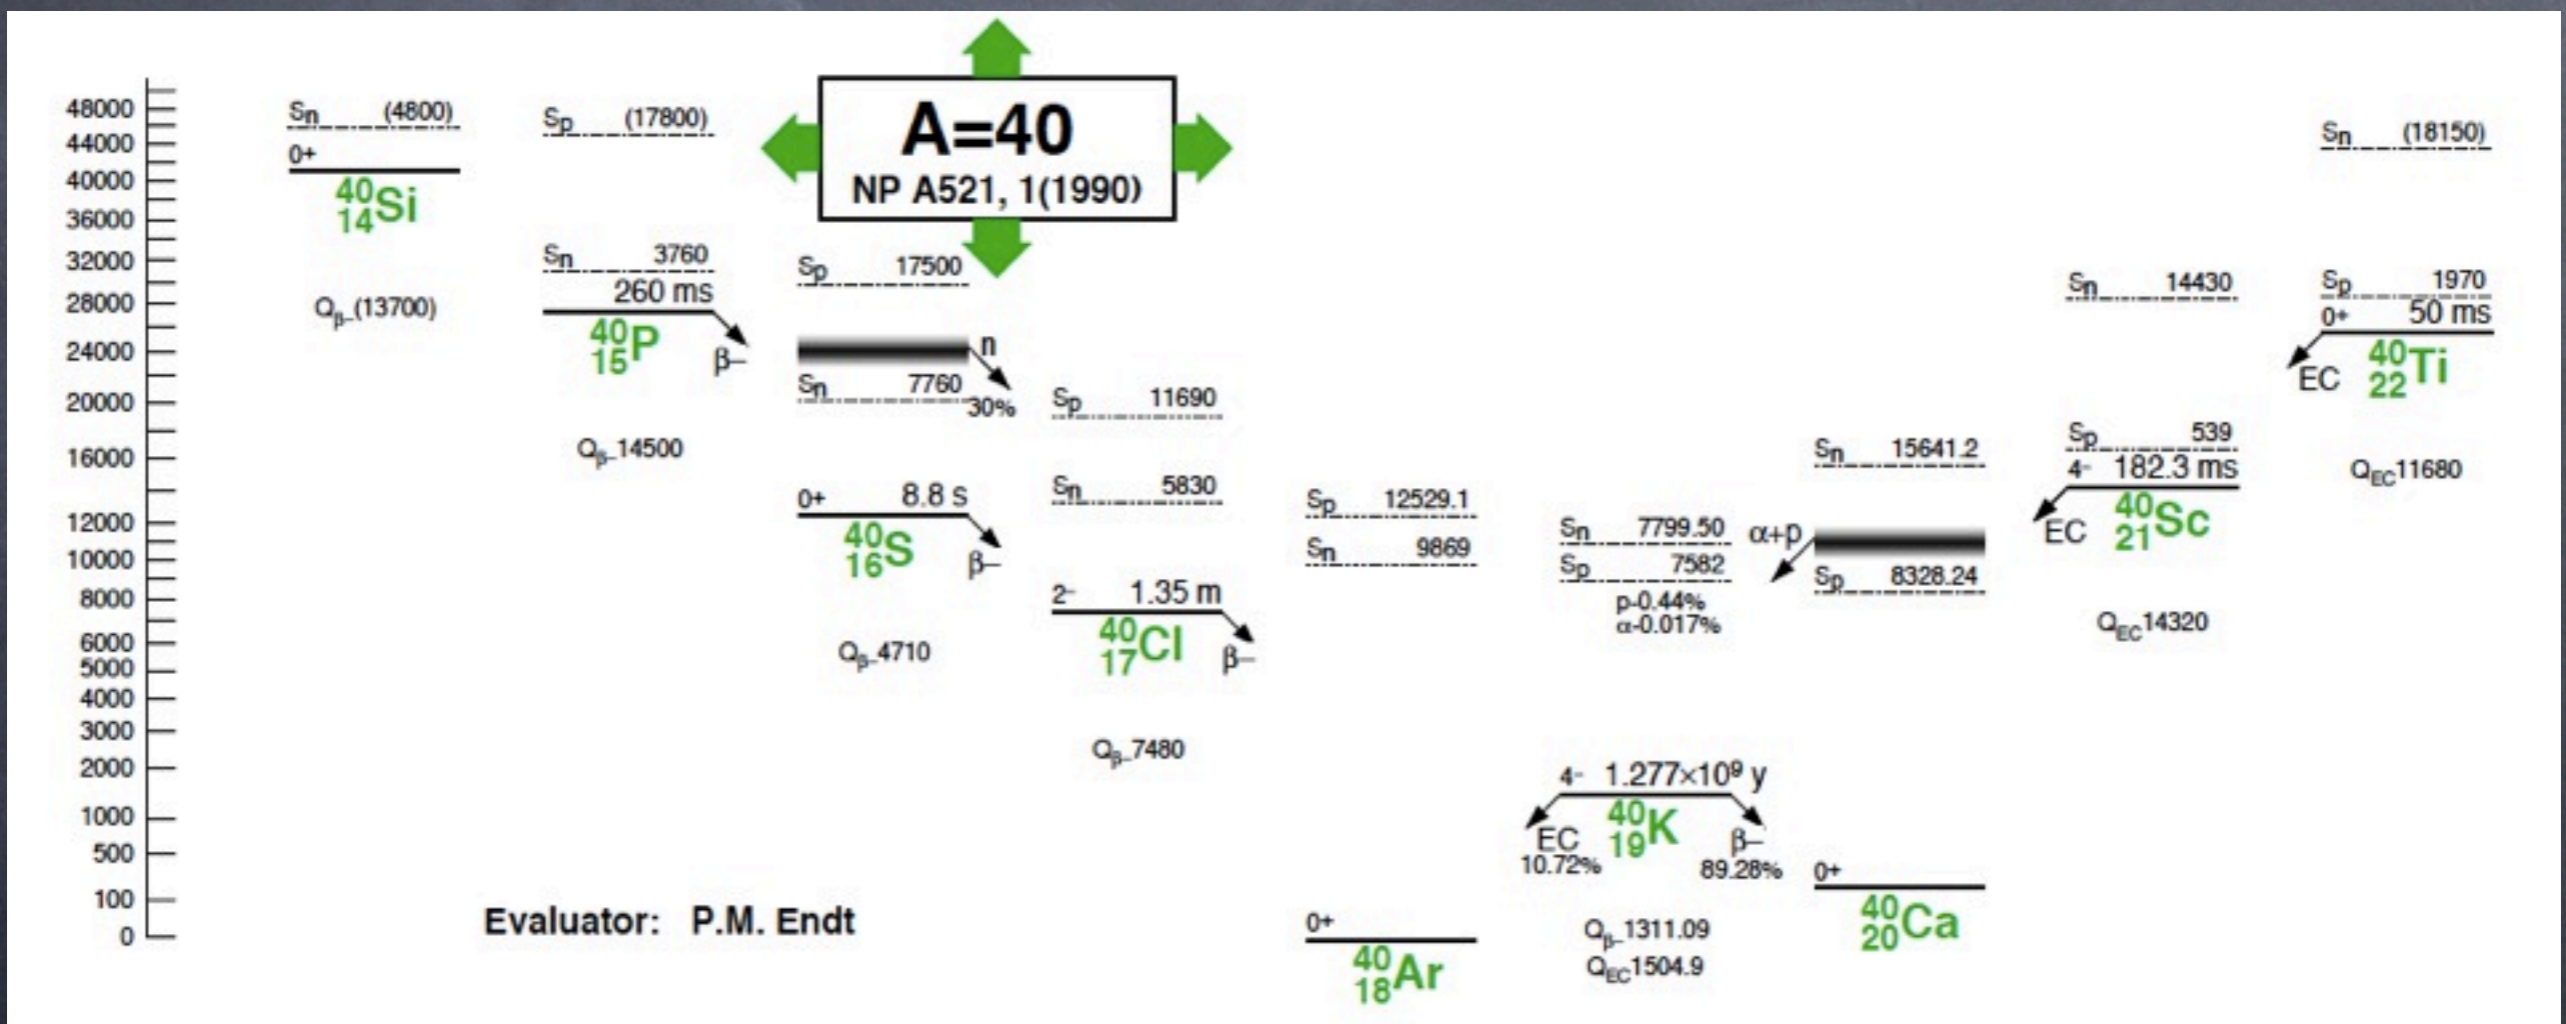 48000
44000
40000
36000
32000
28000
24000
20000
16000
12000
10000
8000
6000
5000
4000
3000
2000
1000
500
100
0
Sn (4800)
0+
40
14Si
Qβ–(13700)
Sp (17800)
Sn 3760
260 ms
40
15P
β–
Qβ–14500
A=40
NP A521, 1(1990)
Sp 17500
n
Sn 7760
30%
0+ 8.8 s
40
16S
β–
Qβ–4710
Sp 11690
Sn 5830
2– 1.35 m
40
17Cl
β–
Qβ–7480
Sp 12529.1
Sn 9869
0+
40
18Ar
Sn 7799.50
Sp 7582
p-0.44%
α-0.017%
4– 1.277×10⁹ y
40
19K
EC
10.72%
β–
89.28%
Qβ–1311.09
QEC1504.9
Sn 15641.2
α+p
Sp 8328.24
0+
40
20Ca
Sn 14430
Sp 539
4– 182.3 ms
40
21Sc
EC
QEC14320
Sn (18150)
Sp 1970
0+ 50 ms
40
22Ti
EC
QEC11680
Evaluator: P.M. Endt